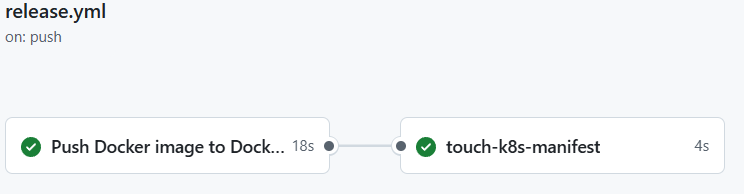 release.yml
on: push
Push Docker image to Dock... 18s
touch-k8s-manifest 4s